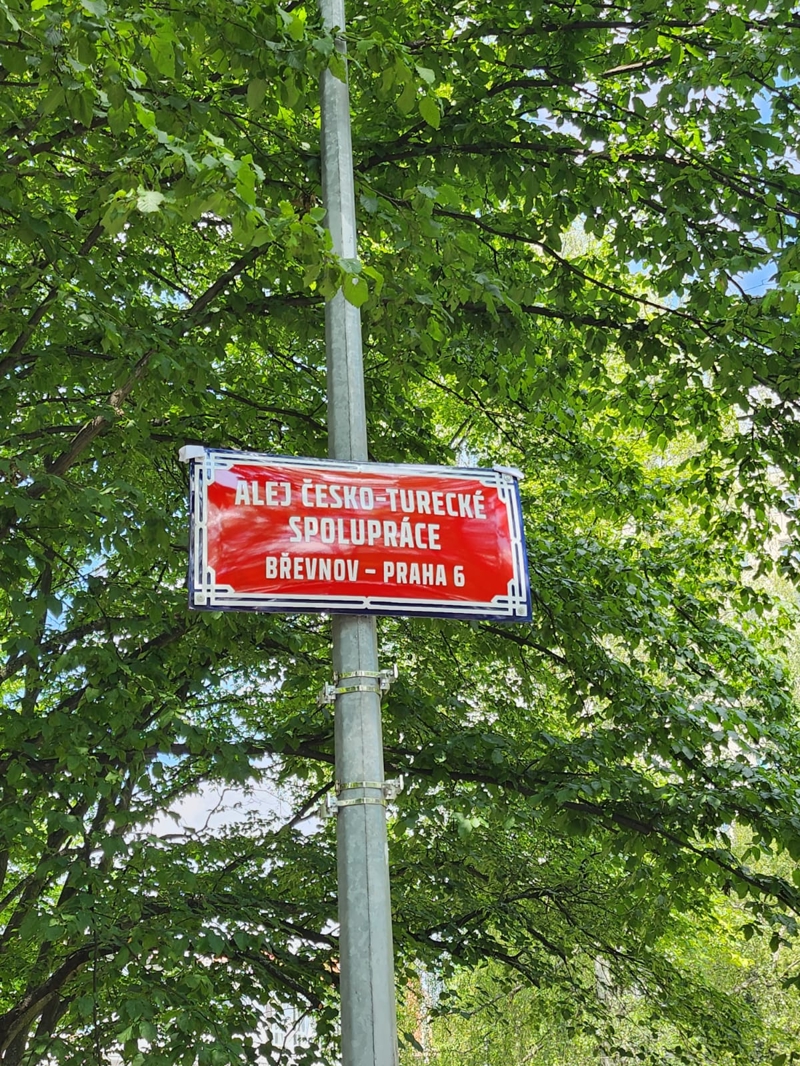 ALEJ ČESKO-TURECKÉ
SPOLUPRÁCE
BŘEVNOV – PRAHA 6